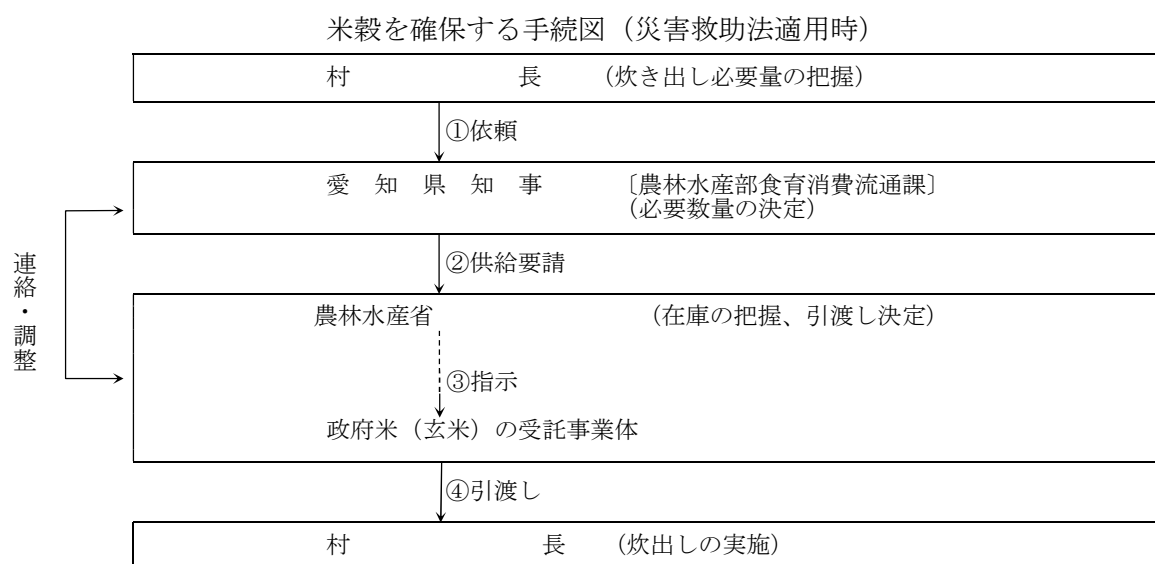 米穀を確保する手続図(災害救助法適用時)
村 長 (炊き出し必要量の把握)
①依頼
愛 知 県 知 事 〔農林水産部食育消費流通課〕
(必要数量の決定)
②供給要請
連絡・調整
農林水産省 (在庫の把握、引渡し決定)
③指示
政府米(玄米)の受託事業体
④引渡し
村 長 (炊出しの実施)